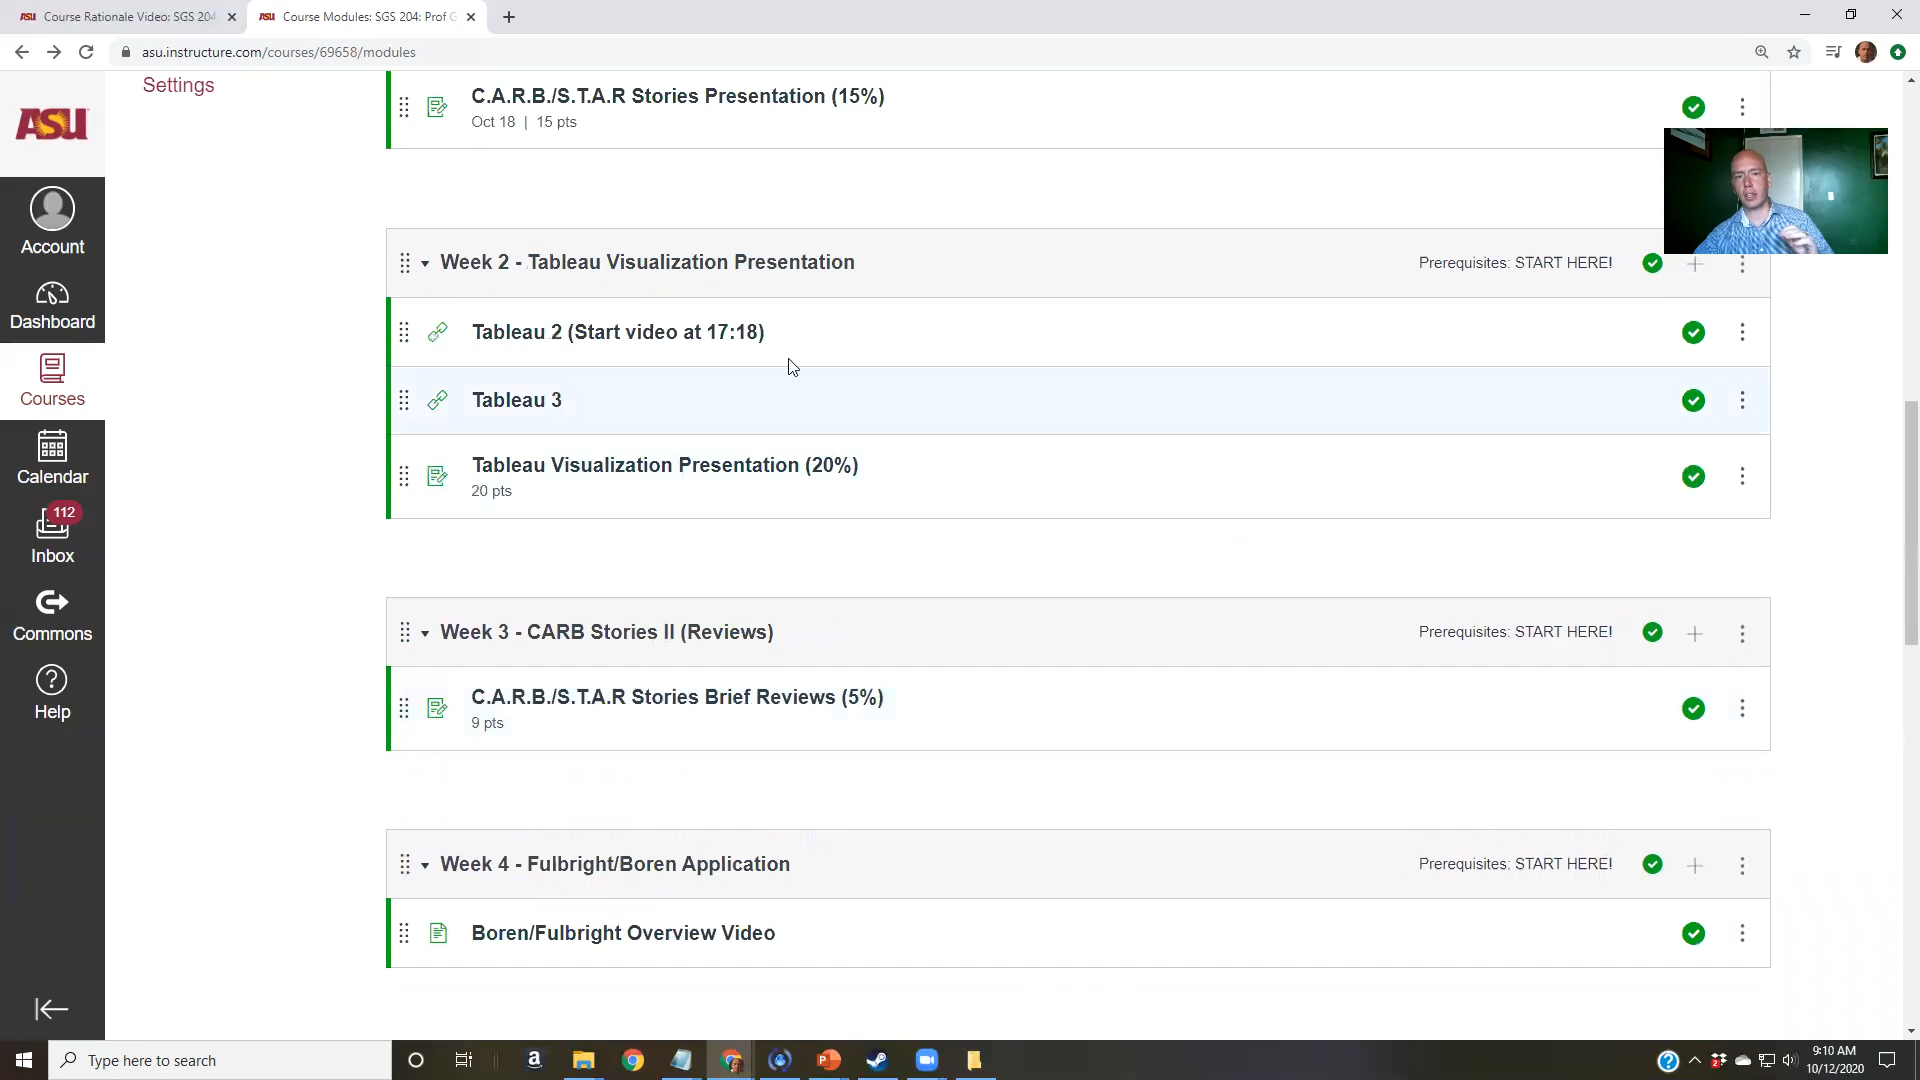 ASU Course Rationale Video: SGS 204
ASU Course Modules: SGS 204: Prof G
asu.instructure.com/courses/69658/modules
Settings
ASU
Account
Dashboard
Courses
Calendar
112
Inbox
Commons
Help
C.A.R.B./S.T.A.R Stories Presentation (15%)
Oct 18 | 15 pts
Week 2 - Tableau Visualization Presentation
Prerequisites: START HERE!
Tableau 2 (Start video at 17:18)
Tableau 3
Tableau Visualization Presentation (20%)
20 pts
Week 3 - CARB Stories II (Reviews)
Prerequisites: START HERE!
C.A.R.B./S.T.A.R Stories Brief Reviews (5%)
9 pts
Week 4 - Fulbright/Boren Application
Prerequisites: START HERE!
Boren/Fulbright Overview Video
Type here to search
9:10 AM
10/12/2020